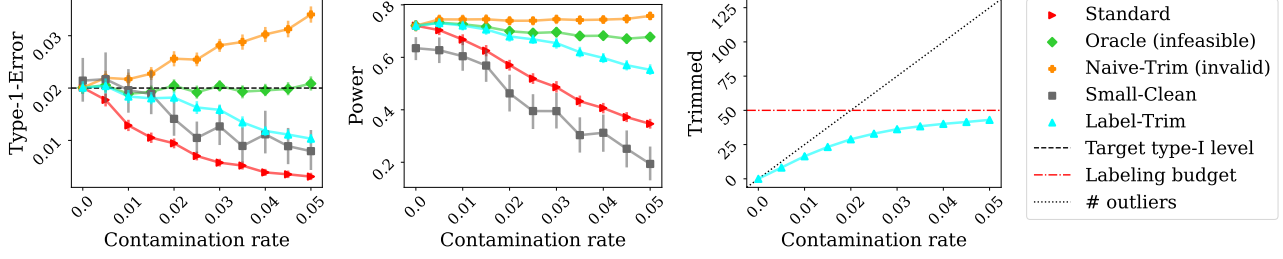 Type-1-Error
0.03
0.02
0.01
0.0
0.01
0.02
0.03
0.04
0.05
Contamination rate
Power
0.8
0.6
0.4
0.2
0.0
0.01
0.02
0.03
0.04
0.05
Contamination rate
Trimmed
125
100
75
50
25
0
0.0
0.01
0.02
0.03
0.04
0.05
Contamination rate
Standard
Oracle (infeasible)
Naive-Trim (invalid)
Small-Clean
Label-Trim
Target type-I level
Labeling budget
# outliers